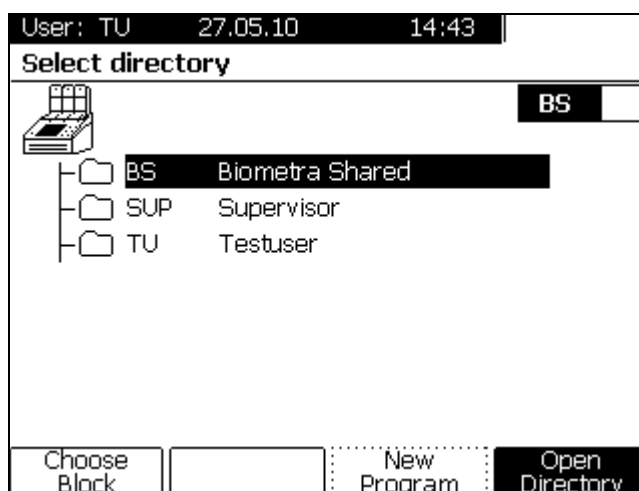 User: TU 27.05.10 14:43
Select directory
BS
BS Biometra Shared
SUP Supervisor
TU Testuser
Choose Block
New Program
Open Directory